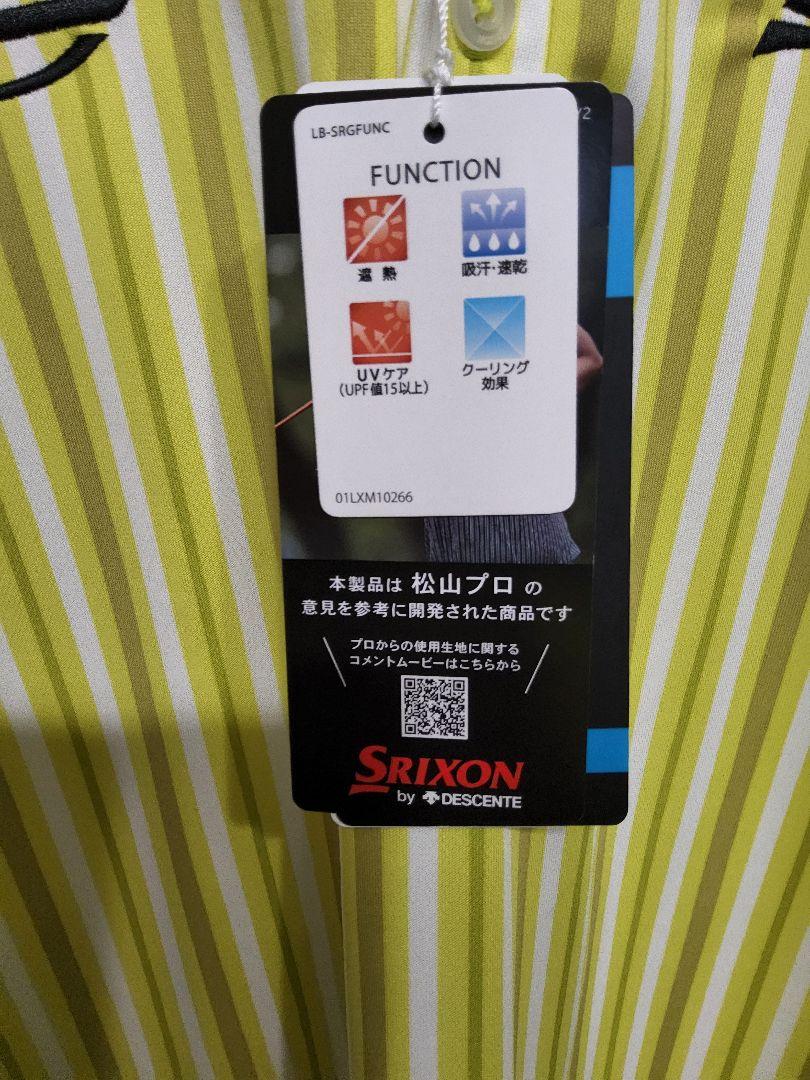 LB-SRGFUNC
FUNCTION
遮熱
吸汗・速乾
UVケア
(UPF値15以上)
クーリング
効果
01LXM10266
本製品は 松山プロ の
意見を参考に開発された商品です
プロからの使用生地に関する
コメントムービーはこちらから
SRIXON
by DESCENTE